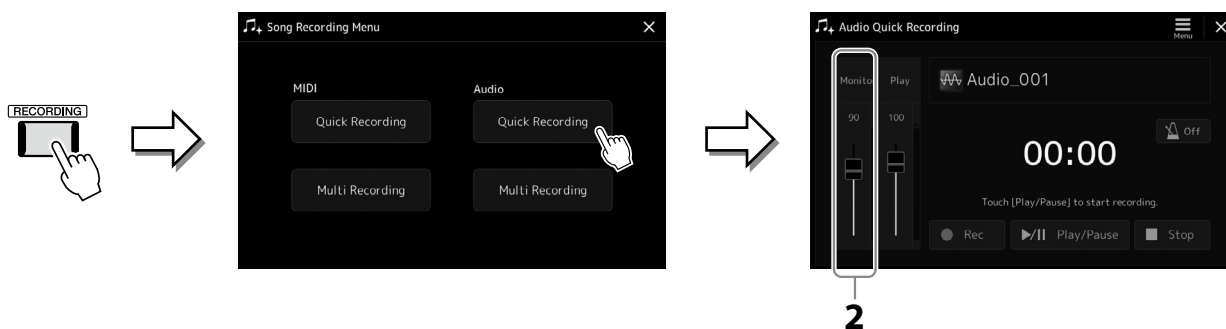 RECORDING
Song Recording Menu
MIDI
Audio
Quick Recording
Quick Recording
Multi Recording
Multi Recording
Audio Quick Recording
Menu
Monito
Play
90
100
Audio_001
Off
00:00
Touch [Play/Pause] to start recording.
Rec
Play/Pause
Stop
2